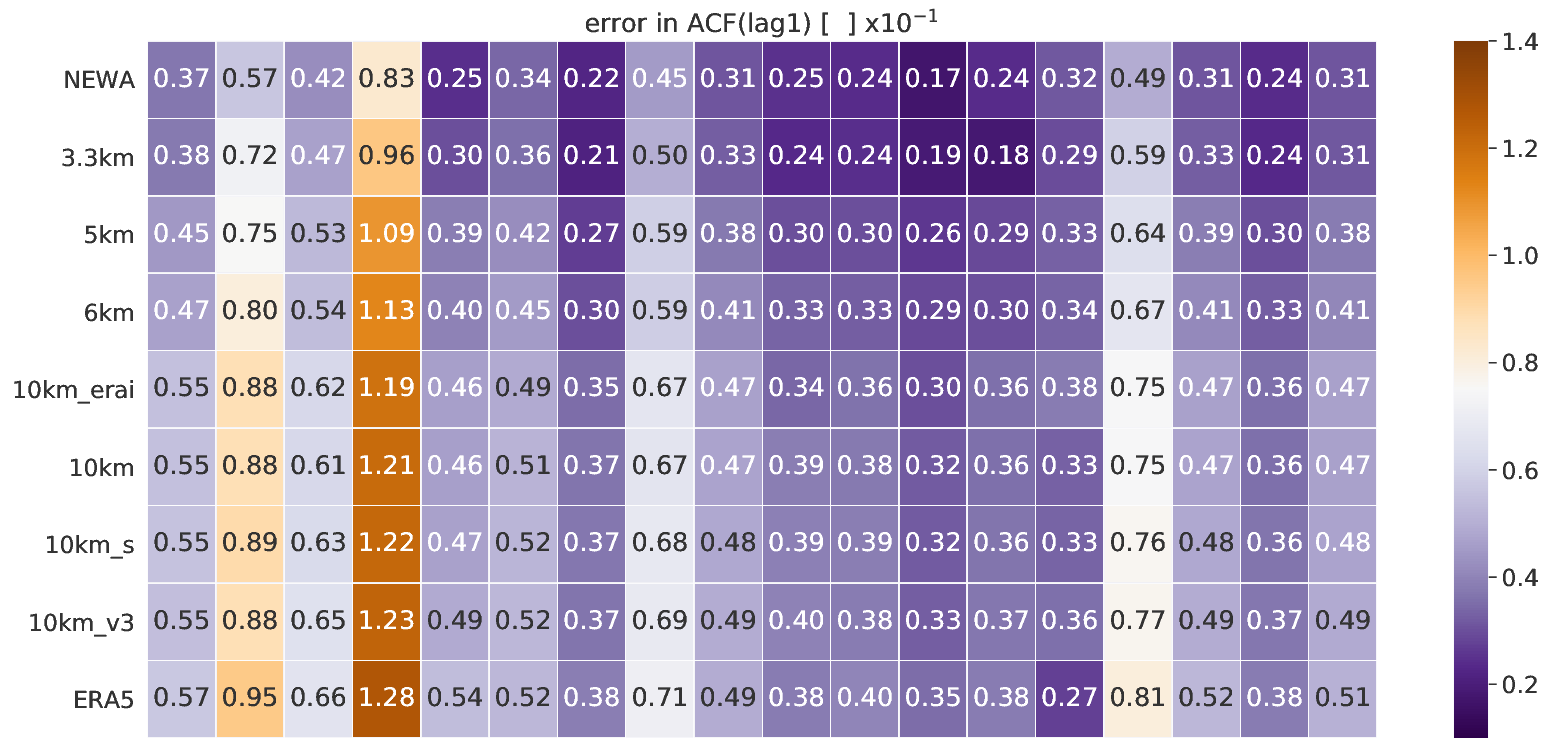 error in ACF(lag1) [ ] x10⁻¹
NEWA 0.37 0.57 0.42 0.83 0.25 0.34 0.22 0.45 0.31 0.25 0.24 0.17 0.24 0.32 0.49 0.31 0.24 0.31
3.3km 0.38 0.72 0.47 0.96 0.30 0.36 0.21 0.50 0.33 0.24 0.24 0.19 0.18 0.29 0.59 0.33 0.24 0.31
5km 0.45 0.75 0.53 1.09 0.39 0.42 0.27 0.59 0.38 0.30 0.30 0.26 0.29 0.33 0.64 0.39 0.30 0.38
6km 0.47 0.80 0.54 1.13 0.40 0.45 0.30 0.59 0.41 0.33 0.33 0.29 0.30 0.34 0.67 0.41 0.33 0.41
10km_erai 0.55 0.88 0.62 1.19 0.46 0.49 0.35 0.67 0.47 0.34 0.36 0.30 0.36 0.38 0.75 0.47 0.36 0.47
10km 0.55 0.88 0.61 1.21 0.46 0.51 0.37 0.67 0.47 0.39 0.38 0.32 0.36 0.33 0.75 0.47 0.36 0.47
10km_s 0.55 0.89 0.63 1.22 0.47 0.52 0.37 0.68 0.48 0.39 0.39 0.32 0.36 0.33 0.76 0.48 0.36 0.48
10km_v3 0.55 0.88 0.65 1.23 0.49 0.52 0.37 0.69 0.49 0.40 0.38 0.33 0.37 0.36 0.77 0.49 0.37 0.49
ERA5 0.57 0.95 0.66 1.28 0.54 0.52 0.38 0.71 0.49 0.38 0.40 0.35 0.38 0.27 0.81 0.52 0.38 0.51
1.4
1.2
1.0
0.8
0.6
0.4
0.2